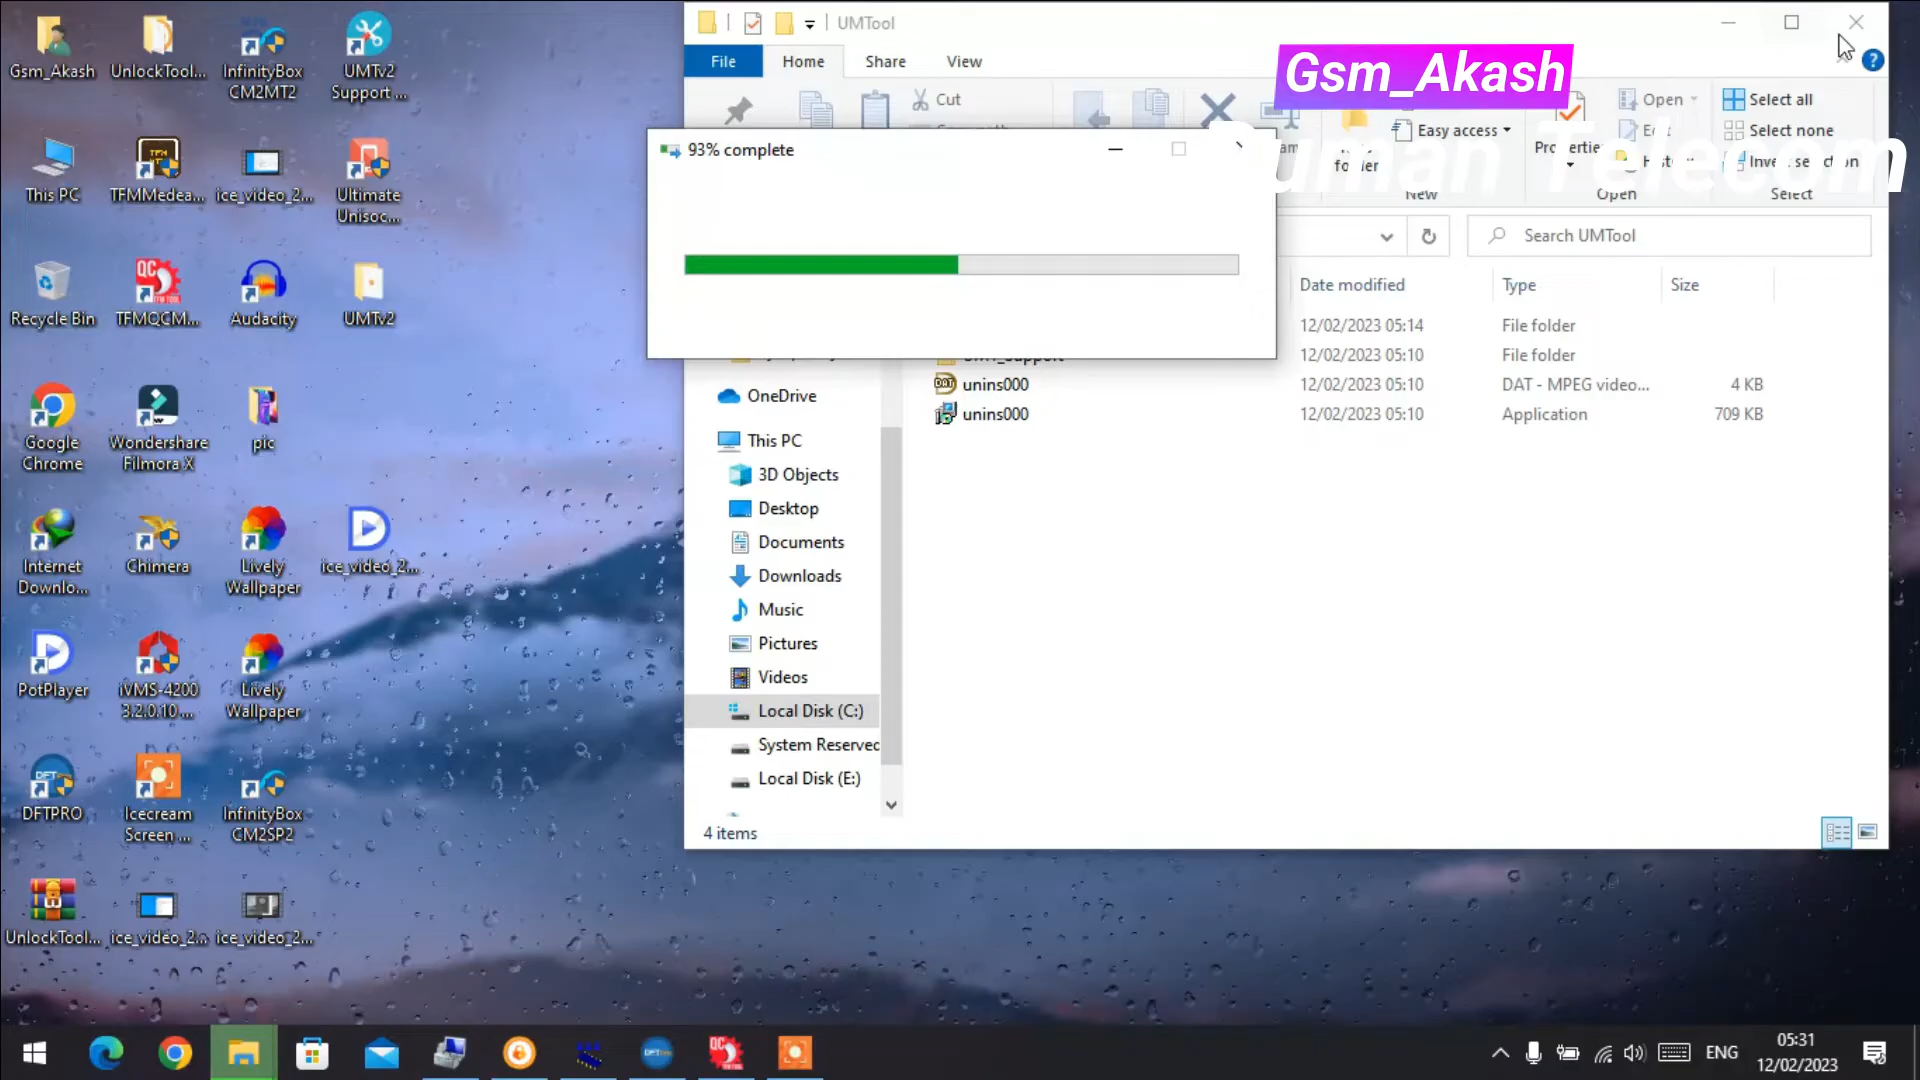 Gsm_Akash
UnlockTool...
InfinityBox
CM2MT2
UMTv2
Support ...
This PC
TFMMedea...
ice_video_2...
Ultimate
Unisoc...
Recycle Bin
TFMQCM...
Audacity
UMTv2
Google
Chrome
Wondershare
Filmora X
pic
Internet
Downlo...
Chimera
Lively
Wallpaper
ice_video_2...
PotPlayer
iVMS-4200
3.2.0.10 ...
Lively
Wallpaper
DFTPRO
Icecream
Screen ...
InfinityBox
CM2SP2
UnlockTool...
ice_video_2...
ice_video_2...
UMTool
File
Home
Share
View
Gsm_Akash
Telecom
Cut
Open
Select all
Easy access
Select none
folder
New
Open
Select
93% complete
Search UMTool
Date modified
Type
Size
12/02/2023 05:14
File folder
12/02/2023 05:10
File folder
unins000
12/02/2023 05:10
DAT - MPEG video...
4 KB
unins000
12/02/2023 05:10
Application
709 KB
OneDrive
This PC
3D Objects
Desktop
Documents
Downloads
Music
Pictures
Videos
Local Disk (C:)
System Reserved
Local Disk (E:)
4 items
ENG
05:31
12/02/2023